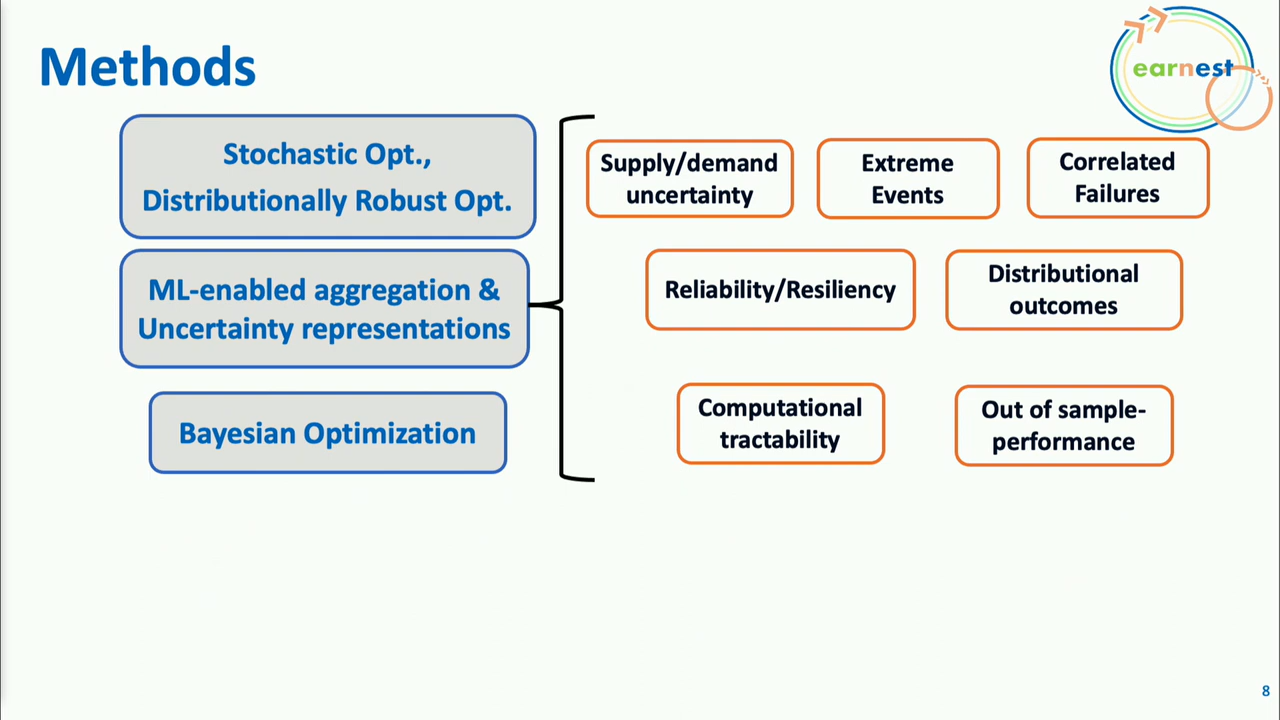 Methods
earnest
Stochastic Opt.,
Distributionally Robust Opt.
ML-enabled aggregation &
Uncertainty representations
Bayesian Optimization
Supply/demand
uncertainty
Extreme
Events
Correlated
Failures
Reliability/Resiliency
Distributional
outcomes
Computational
tractability
Out of sample-
performance
8